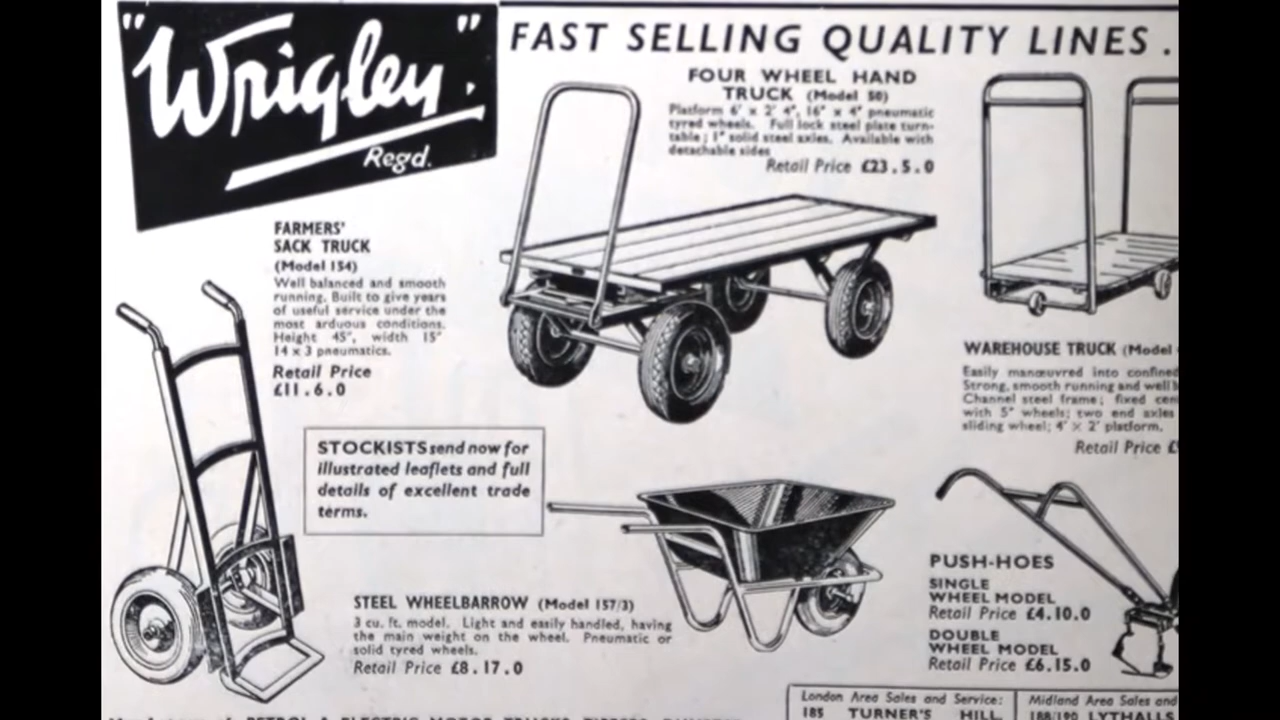 "Wrigley"
Regd.
FAST SELLING QUALITY LINES .
FOUR WHEEL HAND
TRUCK (Model 50)
Platform 6' x 2' 4", 16" x 4" pneumatic
tyred wheels. Full lock steel plate turn-
table; 1" solid steel axles. Available with
detachable sides
Retail Price £23.5.0
FARMERS'
SACK TRUCK
(Model 154)
Well balanced and smooth
running. Built to give years
of useful service under the
most arduous conditions.
Height 45", width 15"
14 x 3 pneumatics.
Retail Price
£11.6.0
WAREHOUSE TRUCK (Model
Easily manœuvred into confined
Strong, smooth running and well
Channel steel frame; fixed
with 5" wheels; two end axles
sliding wheel; 4' x 2' platform.
Retail Price
STOCKISTS send now for
illustrated leaflets and full
details of excellent trade
terms.
PUSH-HOES
SINGLE
WHEEL MODEL
Retail Price £4.10.0
DOUBLE
WHEEL MODEL
Retail Price £6.15.0
STEEL WHEELBARROW (Model 157/3)
3 cu. ft. model. Light and easily handled, having
the main weight on the wheel. Pneumatic or
solid tyred wheels.
Retail Price £8.17.0
London Area Sales and Service:
185 TURNER'S HILL,
Midland Area Sales and
188/190 LYTHALLS
PETROL & ELECTRIC MOTOR TRUCKS